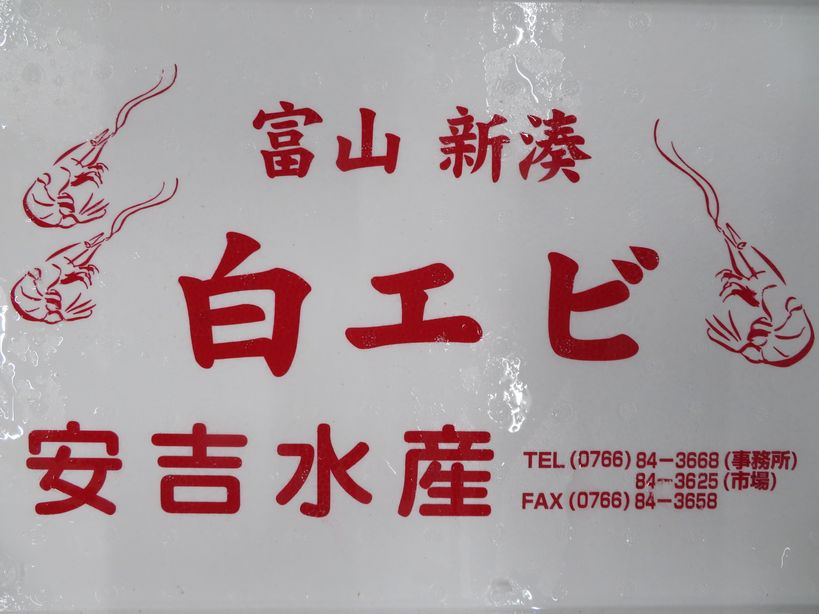 富山 新湊
白エビ
安吉水産
TEL (0766) 84-3668 (事務所)
84-3625 (市場)
FAX (0766) 84-3658